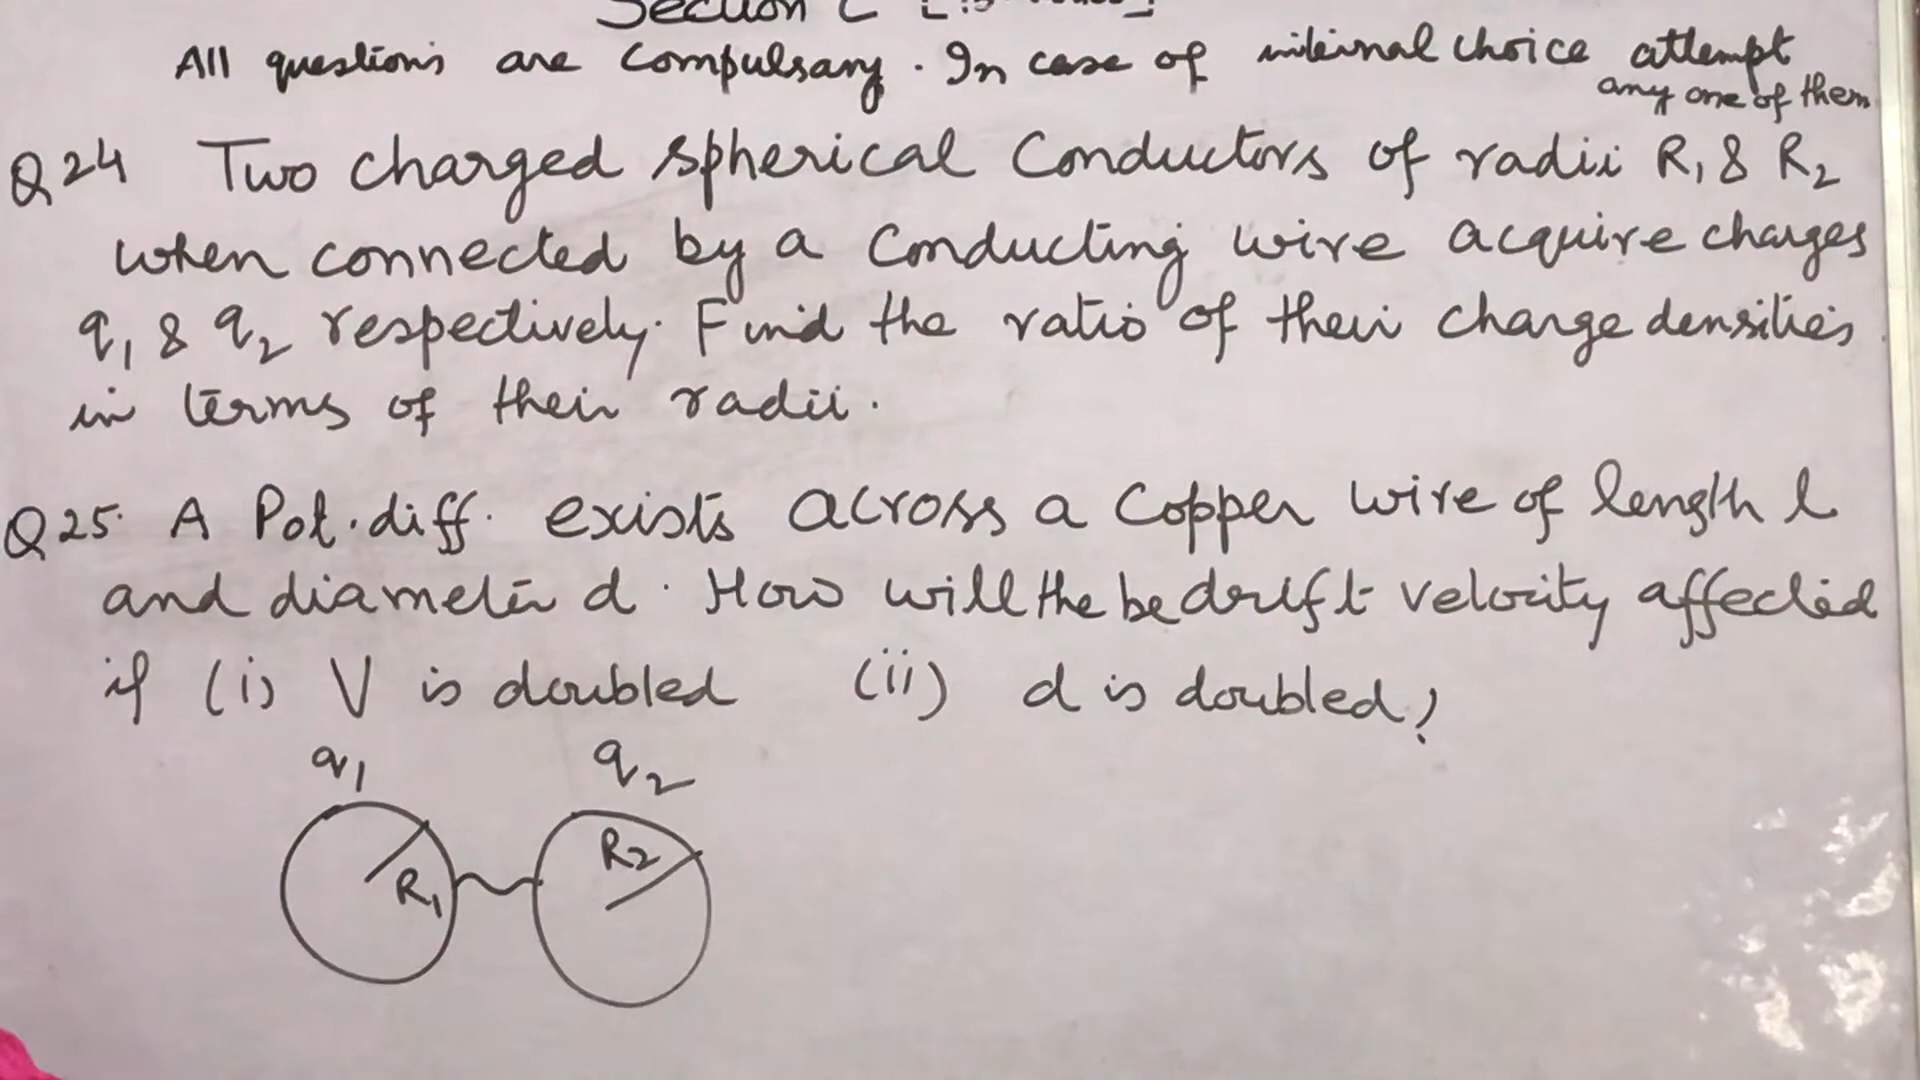 Section C
All questions are Compulsary. In case of internal choice attempt
any one of them
Q24 Two charged spherical Conductors of radii R1 & R2
when connected by a Conducting wire acquire charges
q1 & q2 respectively. Find the ratio of their charge densities
in terms of their radii.
Q25. A Pot. diff. exists across a Copper wire of length l
and diameter d. How will the be drift velocity affected
if (i) V is doubled (ii) d is doubled?
q1 q2
R2
R1